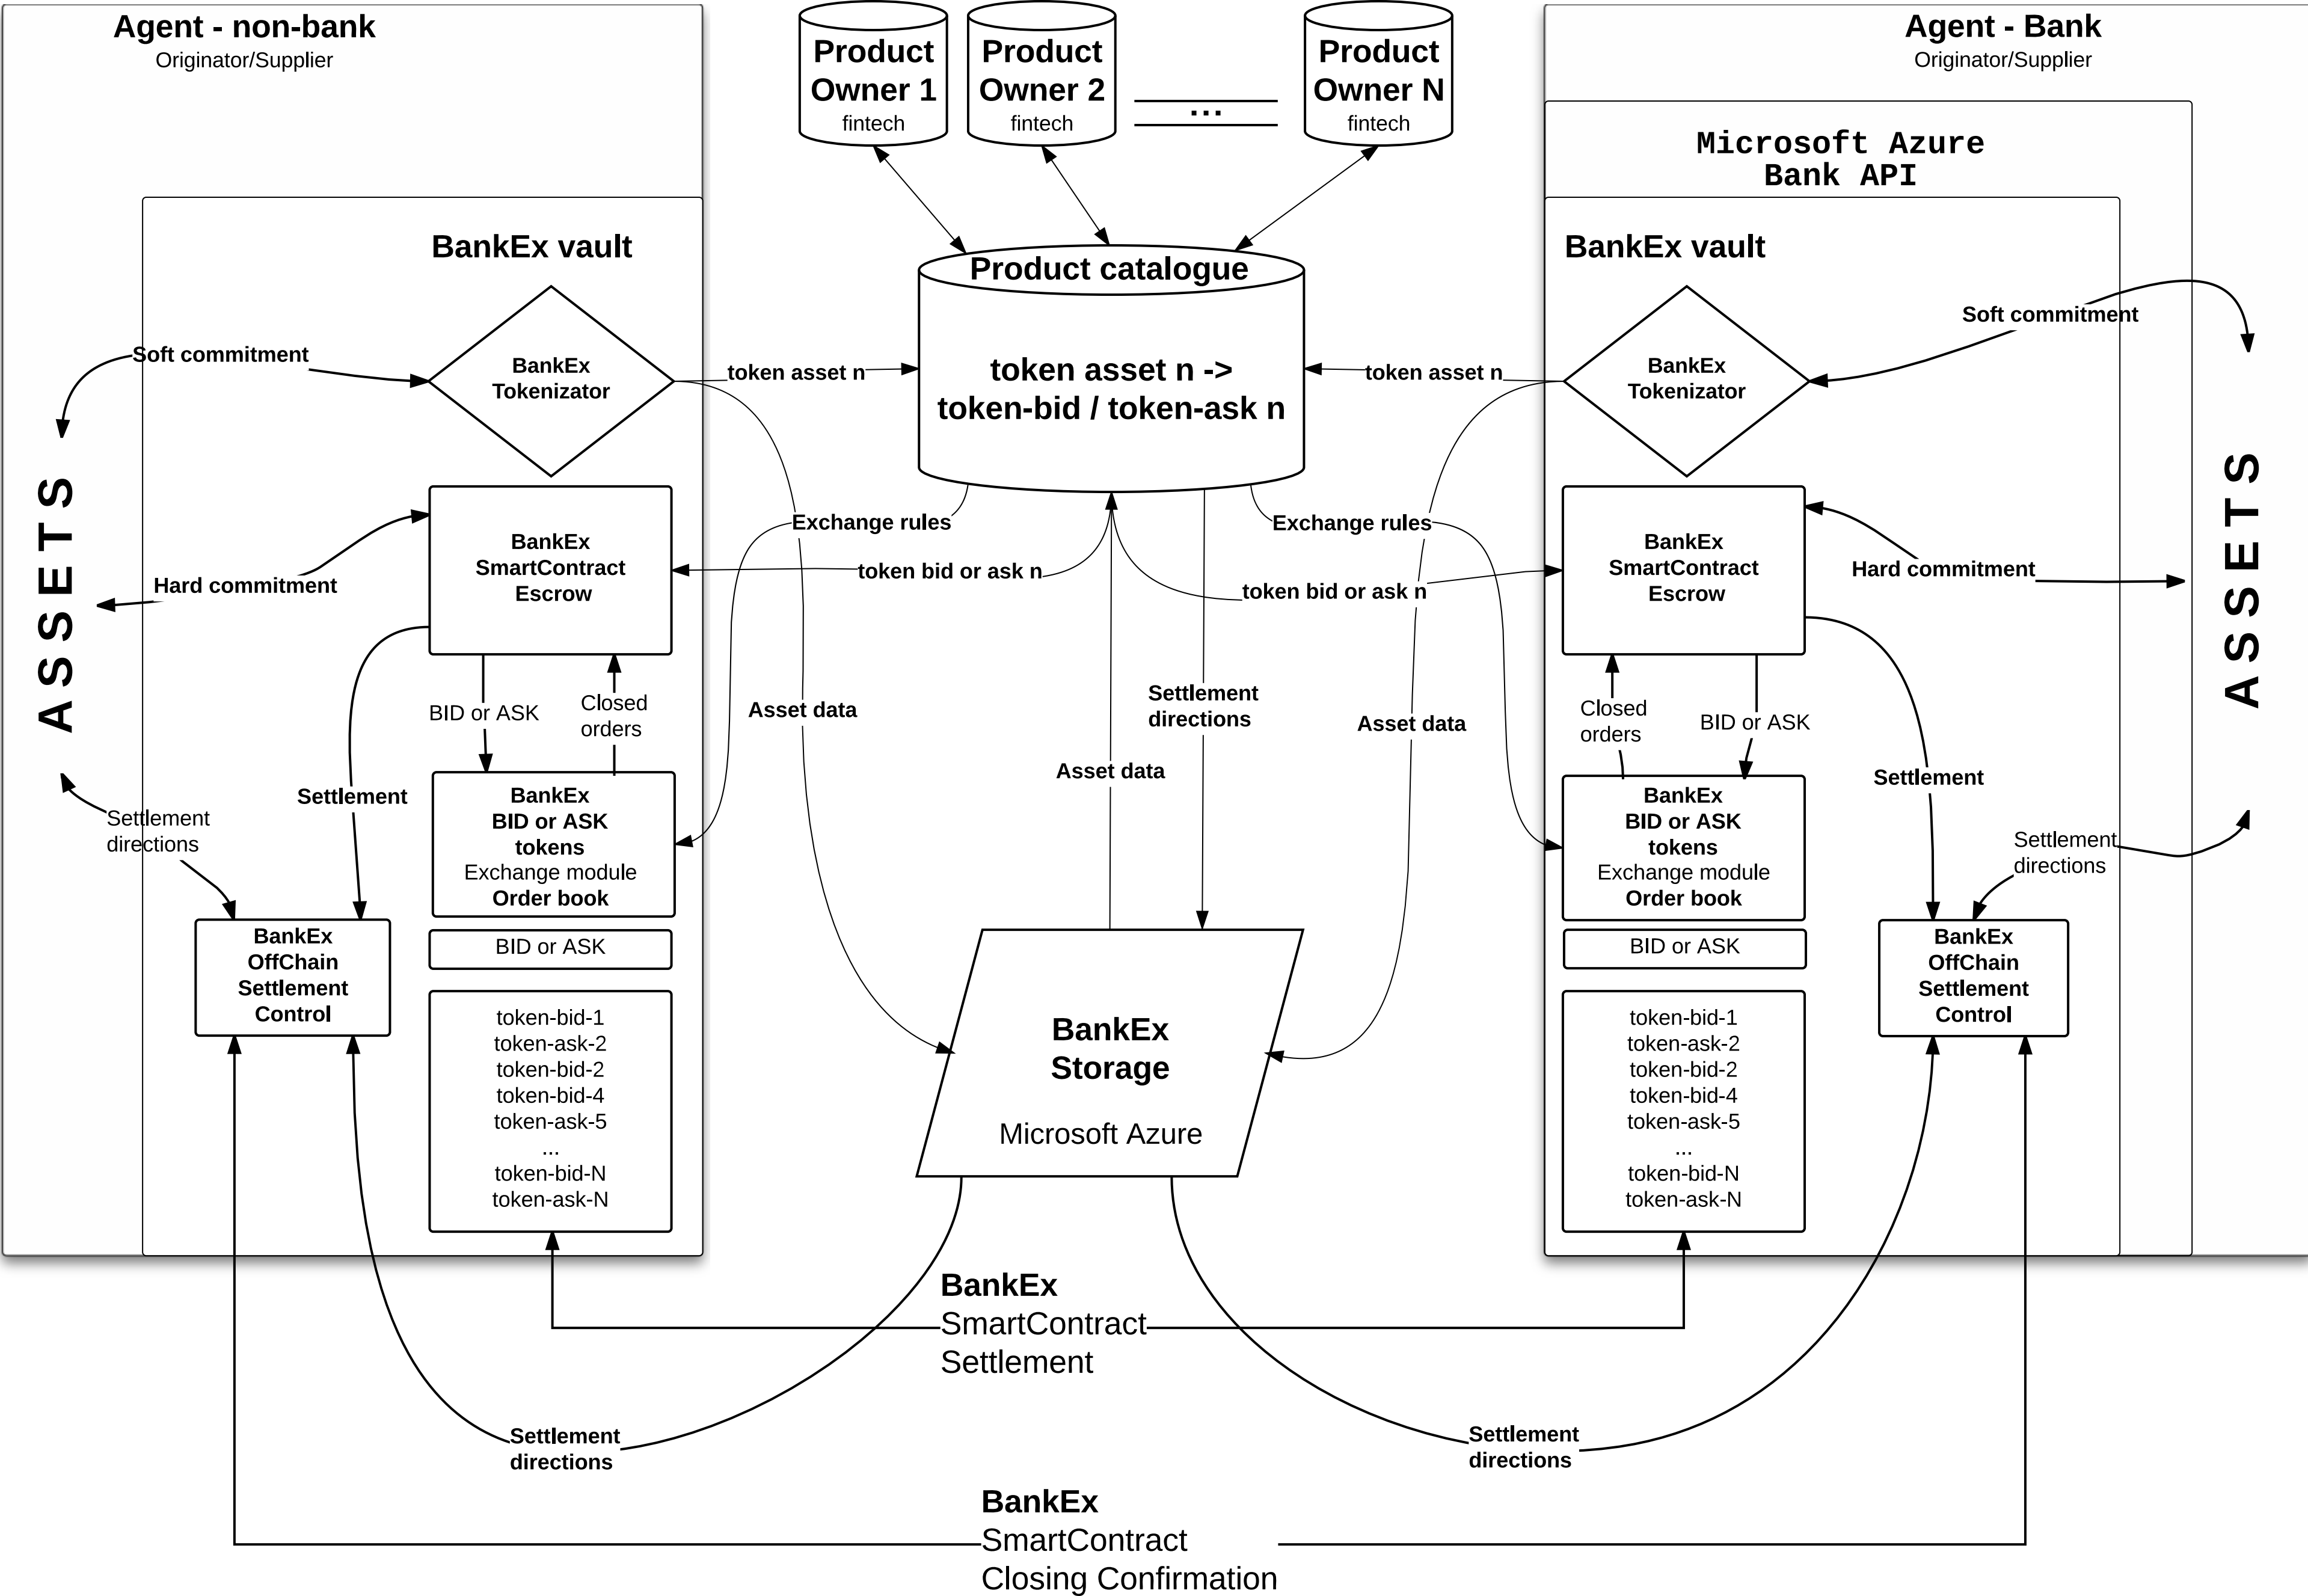 Agent - non-bank
Originator/Supplier
BankEx vault
Soft commitment
BankEx
Tokenizator
ASSETS
Hard commitment
BankEx
SmartContract
Escrow
BID or ASK
Closed
orders
Settlement
Settlement
directions
BankEx
BID or ASK
tokens
Exchange module
Order book
BID or ASK
BankEx
OffChain
Settlement
Control
token-bid-1
token-ask-2
token-bid-2
token-bid-4
token-ask-5
...
token-bid-N
token-ask-N
Product
Owner 1
fintech
Product
Owner 2
fintech
...
Product
Owner N
fintech
Product catalogue
token asset n ->
token-bid / token-ask n
token asset n
token asset n
Exchange rules
Exchange rules
token bid or ask n
token bid or ask n
Asset data
Settlement
directions
Asset data
Asset data
BankEx
Storage
Microsoft Azure
Agent - Bank
Originator/Supplier
Microsoft Azure
Bank API
BankEx vault
Soft commitment
BankEx
Tokenizator
ASSETS
BankEx
SmartContract
Escrow
Hard commitment
Closed
orders
BID or ASK
Settlement
BankEx
BID or ASK
tokens
Exchange module
Order book
Settlement
directions
BID or ASK
BankEx
OffChain
Settlement
Control
token-bid-1
token-ask-2
token-bid-2
token-bid-4
token-ask-5
...
token-bid-N
token-ask-N
BankEx
SmartContract
Settlement
Settlement
directions
Settlement
directions
BankEx
SmartContract
Closing Confirmation